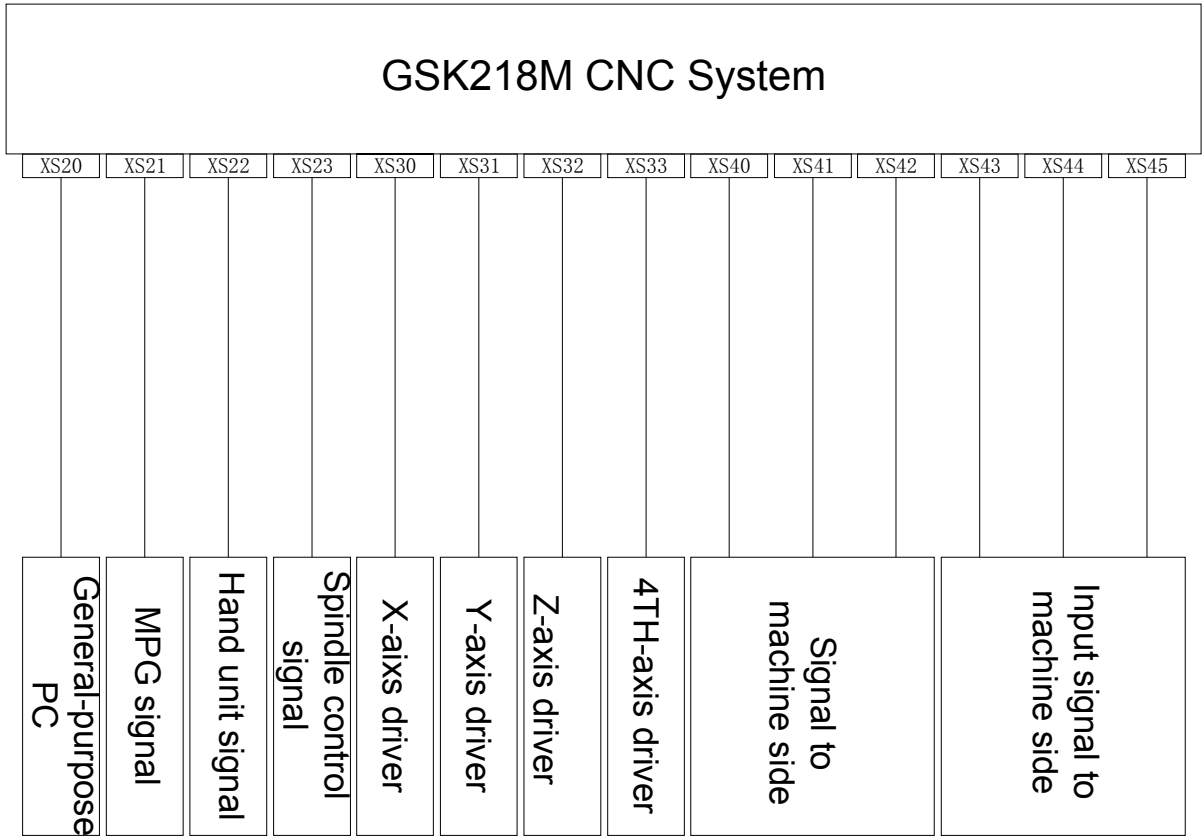 GSK218M CNC System
XS20
XS21
XS22
XS23
XS30
XS31
XS32
XS33
XS40
XS41
XS42
XS43
XS44
XS45
General-purpose
PC
MPG signal
Hand unit signal
Spindle control
signal
X-aixs driver
Y-axis driver
Z-axis driver
4TH-axis driver
Signal to
machine side
Input signal to
machine side